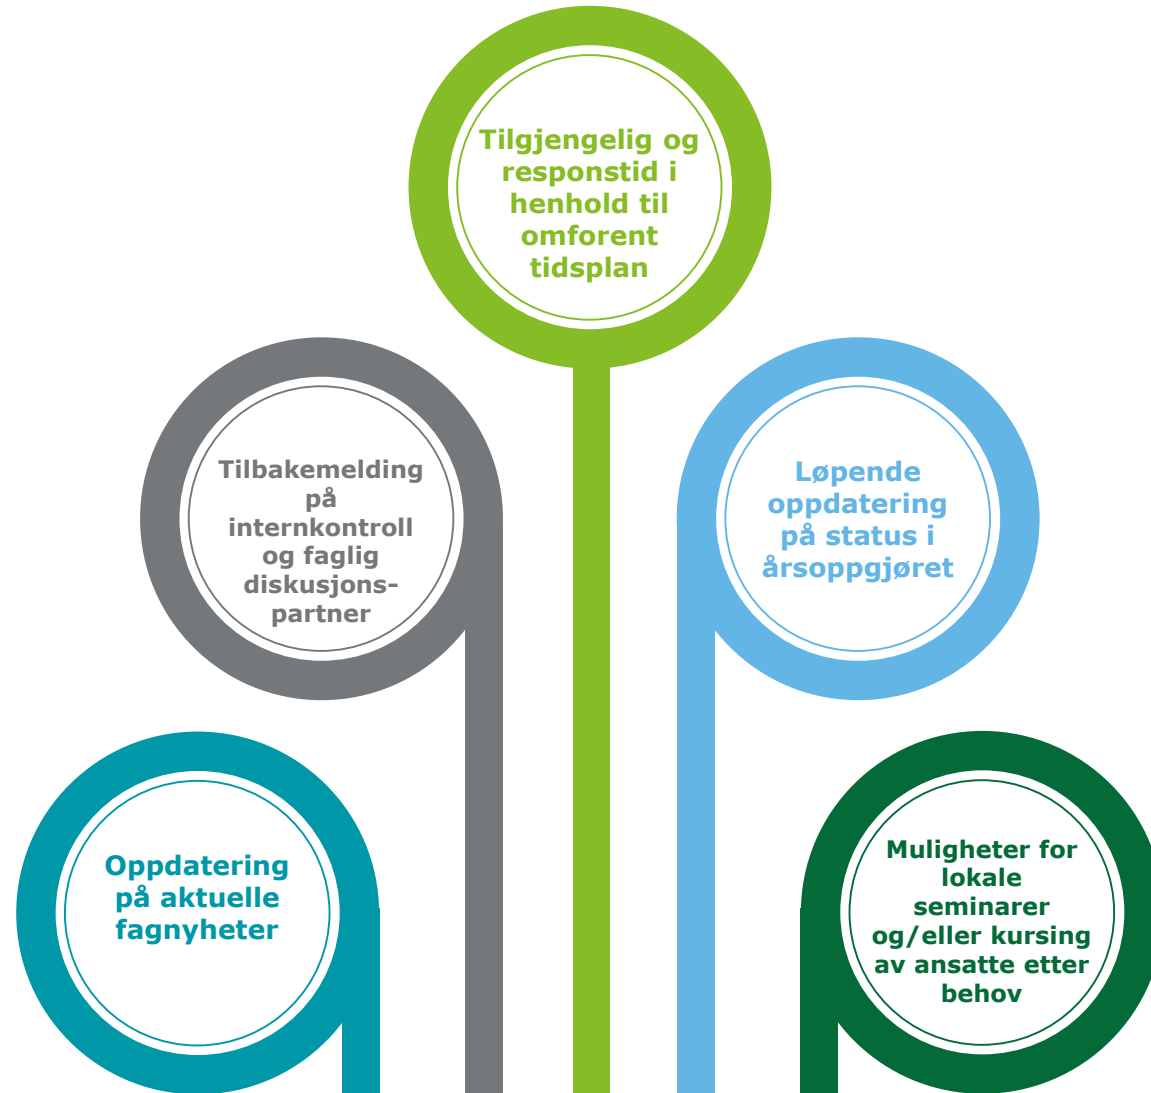 Tilgjengelig og
responstid i
henhold til
omforent
tidsplan
Tilbakemelding
på
internkontroll
og faglig
diskusjons-
partner
Løpende
oppdatering
på status i
årsoppgjøret
Oppdatering
på aktuelle
fagnyheter
Muligheter for
lokale
seminarer
og/eller kursing
av ansatte etter
behov